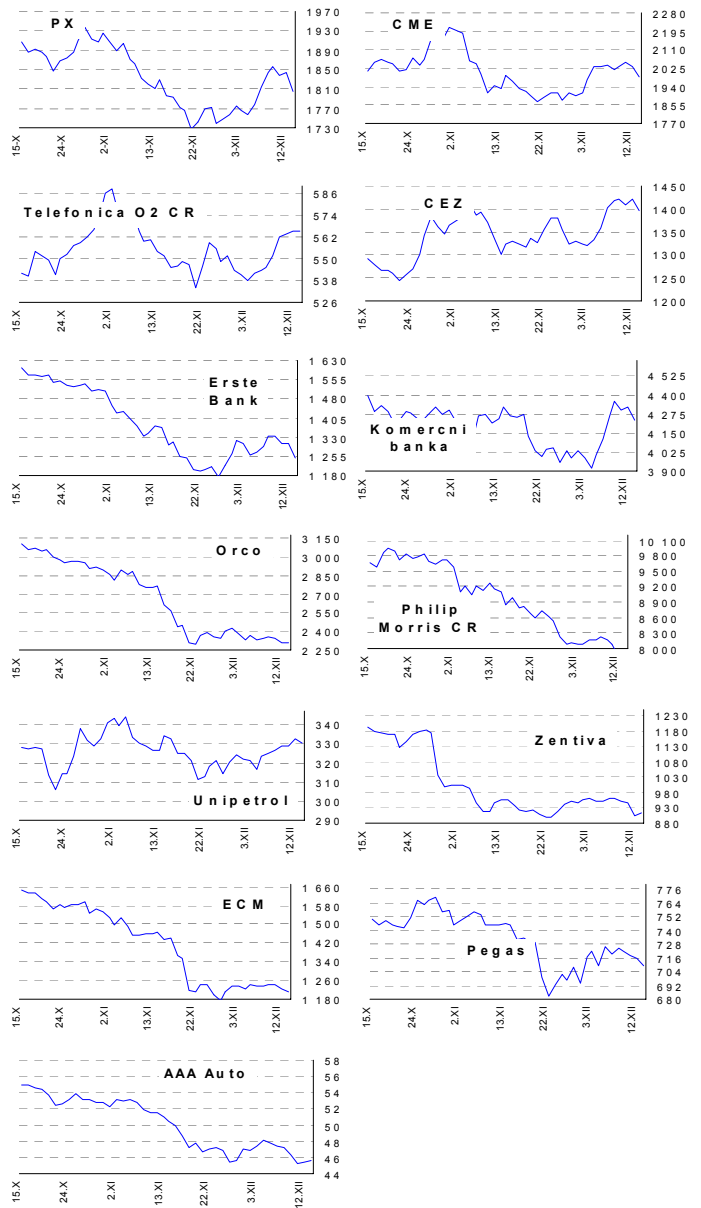 PX
1970
1930
1890
1850
1810
1770
1730
15.X
24-X
2-XI
13-XI
22-XI
3-XII
12-XII
CME
2280
2195
2110
2025
1940
1855
1770
15.X
24.X
2.XI
13.XI
22.XI
3.XII
12.XII
Telefonica O2 CR
586
574
562
550
538
526
15.X
24.X
2.XI
13.XI
22.XI
3.XII
12.XII
CEZ
1450
1400
1350
1300
1250
1200
15.X
24.X
2.XI
13.XI
22.XI
3.XII
12.XII
Erste
Bank
1 630
1 555
1 480
1 405
1 330
1 255
1 180
15.X
24.X
2.XI
13.XI
22.XI
3.XII
12.XII
Komercni
banka
4 525
4 400
4 275
4 150
4 025
3 900
15.X
24.X
2.XI
13.XI
22.XI
3.XII
12.XII
Orco
3 150
3 000
2 850
2 700
2 550
2 400
2 250
15.X
24.X
2.XI
13.XI
22.XI
3.XII
12.XII
Philip
Morris CR
10 100
9 800
9 500
9 200
8 900
8 600
8 300
8 000
15.X
24.X
2.XI
13.XI
22.XI
3.XII
12.XII
Unipetrol
340
330
320
310
300
290
15.X
24.X
2.XI
13.XI
22.XI
3.XII
12.XII
Zentiva
1230
1180
1130
1080
1030
980
930
880
15.X
24.X
2.XI
13.XI
22.XI
3.XII
12.XII
ECM
1 660
1 580
1 500
1 420
1 340
1 260
1 180
15.X
24.X
2.XI
13.XI
22.XI
3.XII
12.XII
Pegas
776
764
752
740
728
716
704
692
680
15.X
24.X
2.XI
13.XI
22.XI
3.XII
12.XII
AAA Auto
58
56
54
52
50
48
46
44
15.X
24.X
2.XI
13.XI
22.XI
3.XII
12.XII